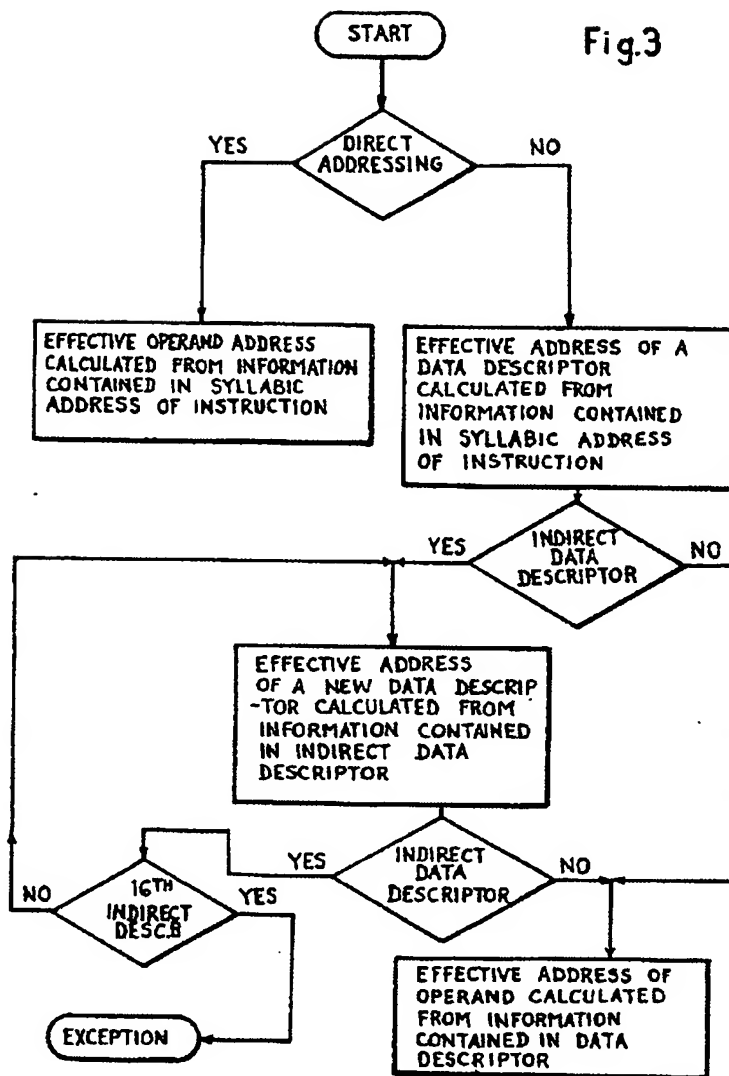 START
Fig.3
YES
DIRECT
ADDRESSING
NO
EFFECTIVE OPERAND ADDRESS
CALCULATED FROM INFORMATION
CONTAINED IN SYLLABIC
ADDRESS OF INSTRUCTION
EFFECTIVE ADDRESS OF A
DATA DESCRIPTOR
CALCULATED FROM
INFORMATION CONTAINED
IN SYLLABIC ADDRESS
OF INSTRUCTION
YES
INDIRECT
DATA
DESCRIPTOR
NO
EFFECTIVE ADDRESS
OF A NEW DATA DESCRIP
-TOR CALCULATED FROM
INFORMATION CONTAINED
IN INDIRECT DATA
DESCRIPTOR
YES
INDIRECT
DATA
DESCRIPTOR
NO
NO
16TH
INDIRECT
DESC.B
YES
EXCEPTION
EFFECTIVE ADDRESS OF
OPERAND CALCULATED
FROM INFORMATION
CONTAINED IN DATA
DESCRIPTOR